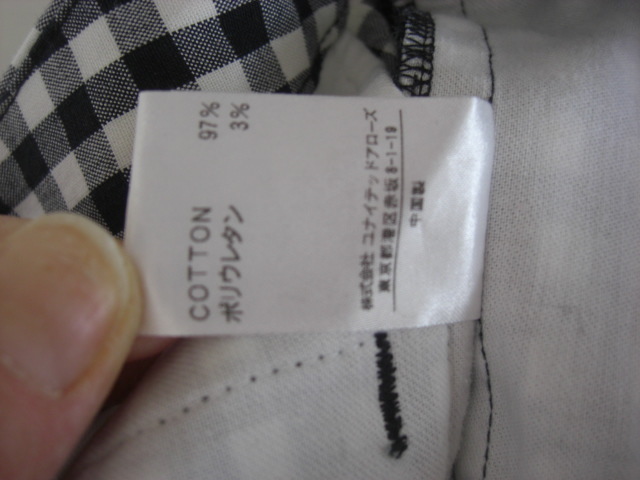 COTTON 97%
ポリウレタン 3%
株式会社 ユナイテッドアローズ
東京都港区赤坂8-1-19
中国製